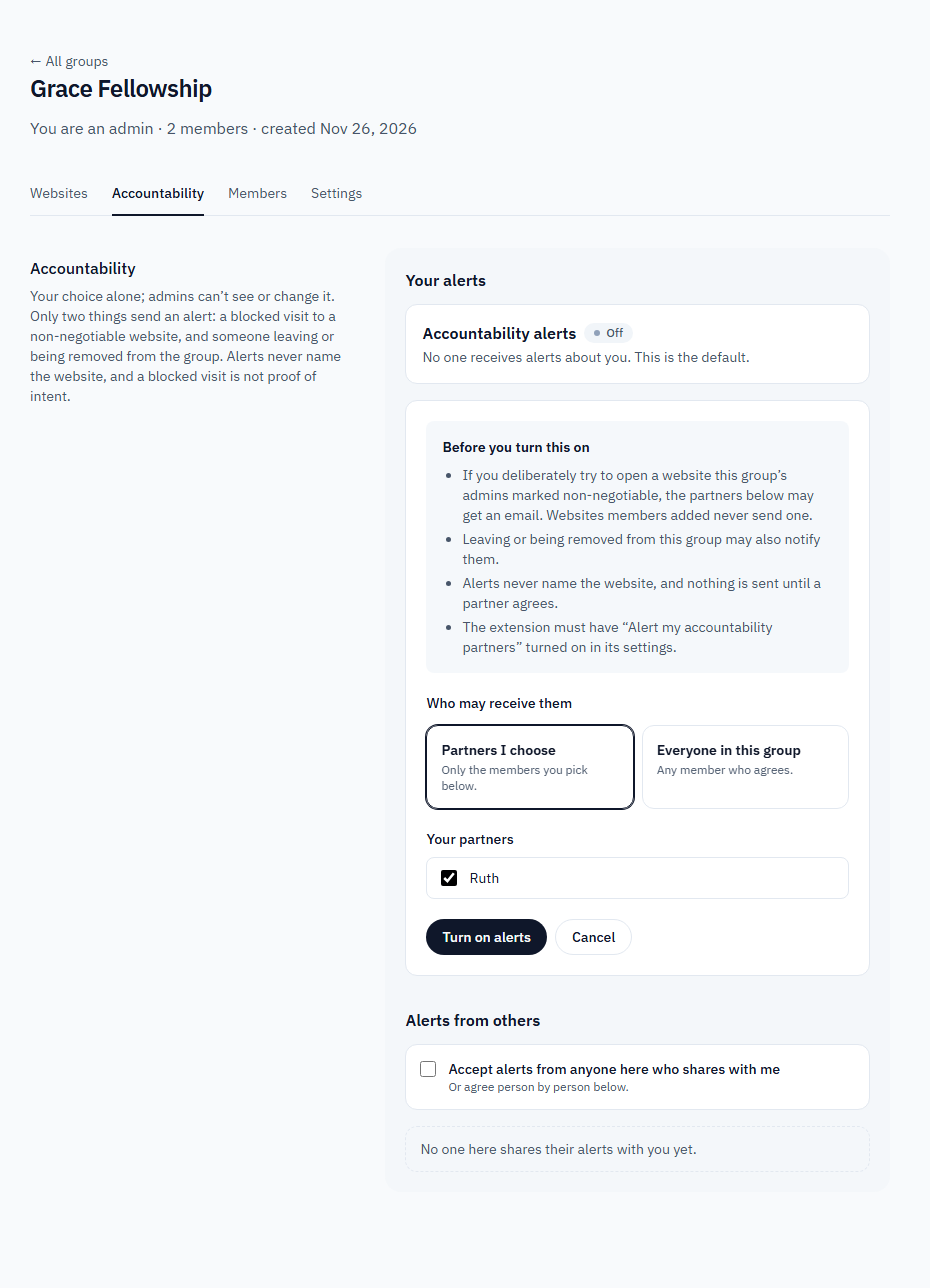 ← All groups
Grace Fellowship
You are an admin · 2 members · created Nov 26, 2026
Websites Accountability Members Settings
Accountability
Your choice alone; admins can’t see or change it.
Only two things send an alert: a blocked visit to a
non-negotiable website, and someone leaving or
being removed from the group. Alerts never name
the website, and a blocked visit is not proof of
intent.
Your alerts
Accountability alerts Off
No one receives alerts about you. This is the default.
Before you turn this on
• If you deliberately try to open a website this group’s
admins marked non-negotiable, the partners below may
get an email. Websites members added never send one.
• Leaving or being removed from this group may also notify
them.
• Alerts never name the website, and nothing is sent until a
partner agrees.
• The extension must have “Alert my accountability
partners” turned on in its settings.
Who may receive them
Partners I choose
Only the members you pick
below.
Everyone in this group
Any member who agrees.
Your partners
Ruth
Turn on alerts Cancel
Alerts from others
Accept alerts from anyone here who shares with me
Or agree person by person below.
No one here shares their alerts with you yet.